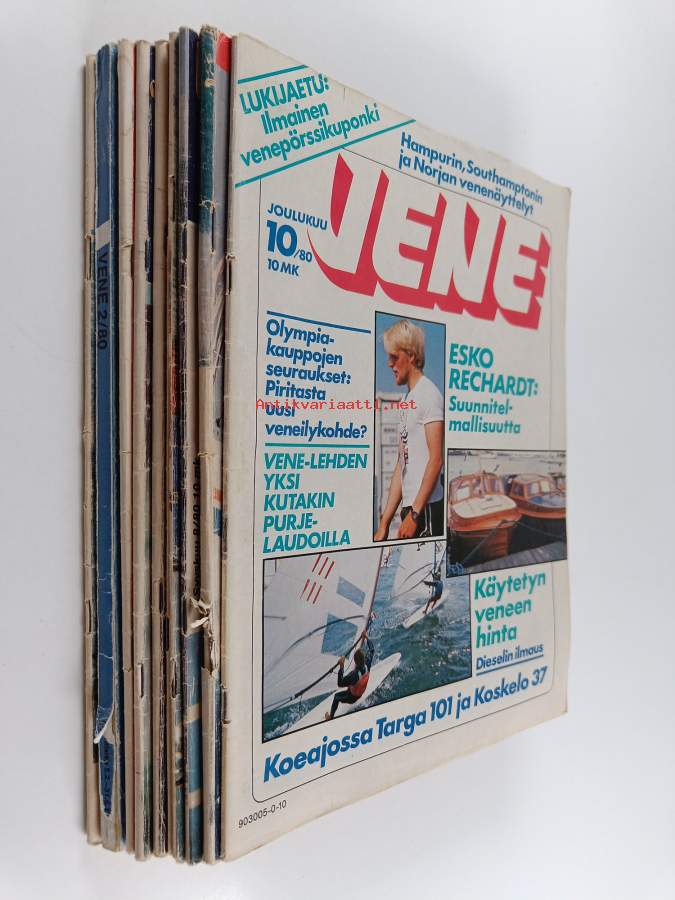 LUKIJAETU:
Ilmainen
venepörssikuponki
Hampurin, Southamptonin
ja Norjan venenäyttelyt
VENE
JOULUKUU
10/80
10 MK
Olympia-
kauppojen
seuraukset:
Piritasta
uusi
veneilykohde?
ESKO
RECHARDT:
Suunnitel-
mallisuutta
VENE-LEHDEN
YKSI
KUTAKIN
PURJE-
LAUDOILLA
Käytetyn
veneen
hinta
Dieselin ilmaus
Koeajossa Targa 101 ja Koskelo 37
903005-0-10
VENE 2/80
Antikvariaatti.net